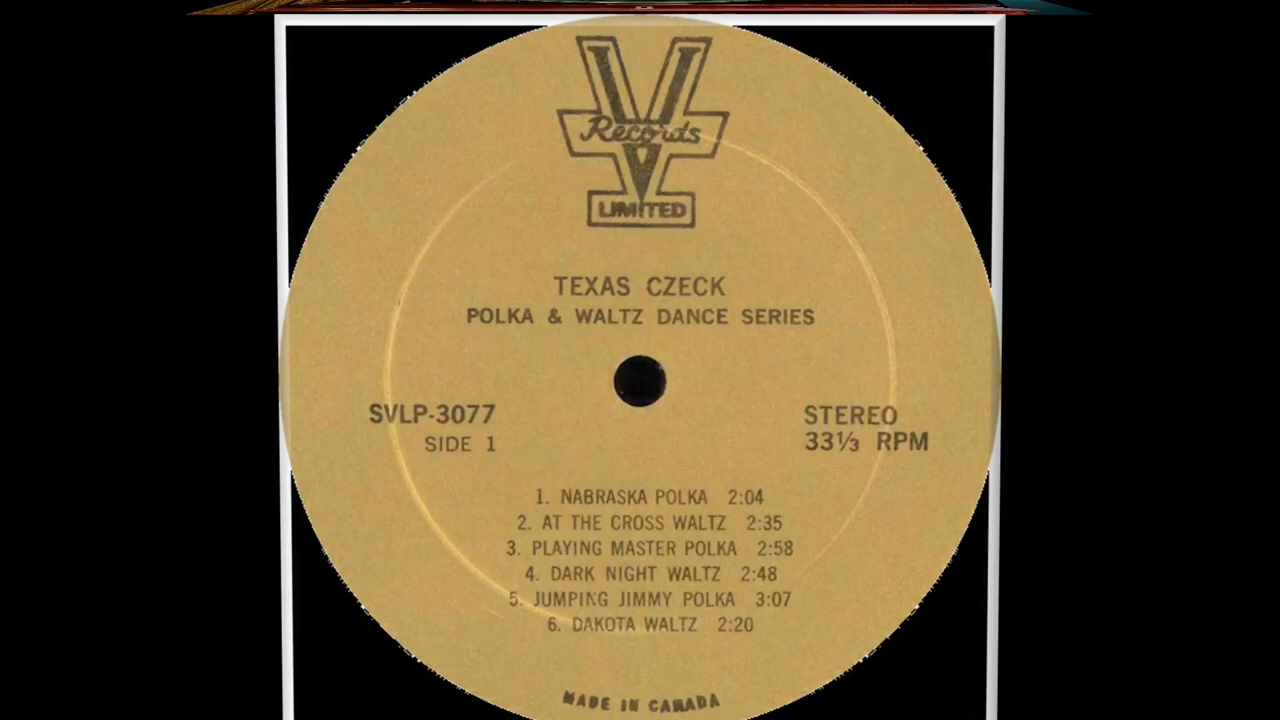 V
Records
LIMITED
TEXAS CZECK
POLKA & WALTZ DANCE SERIES
SVLP-3077
SIDE 1
STEREO
33⅓ RPM
1. NABRASKA POLKA 2:04
2. AT THE CROSS WALTZ 2:35
3. PLAYING MASTER POLKA 2:58
4. DARK NIGHT WALTZ 2:48
5. JUMPING JIMMY POLKA 3:07
6. DAKOTA WALTZ 2:20
MADE IN CANADA